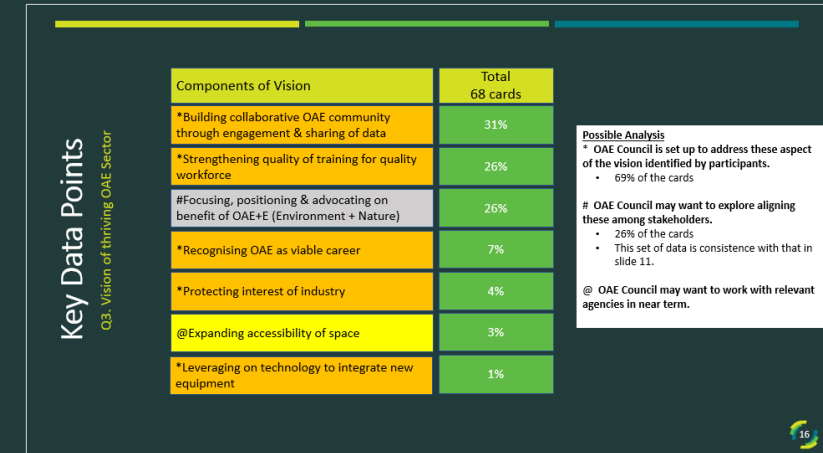 Key Data Points
Q3. Vision of thriving OAE Sector
Components of Vision
Total
68 cards
*Building collaborative OAE community
through engagement & sharing of data
31%
*Strengthening quality of training for quality
workforce
26%
#Focusing, positioning & advocating on
benefit of OAE+E (Environment + Nature)
26%
*Recognising OAE as viable career
7%
*Protecting interest of industry
4%
@Expanding accessibility of space
3%
*Leveraging on technology to integrate new
equipment
1%
Possible Analysis
* OAE Council is set up to address these aspect
of the vision identified by participants.
• 69% of the cards
# OAE Council may want to explore aligning
these among stakeholders.
• 26% of the cards
• This set of data is consistence with that in
slide 11.
@ OAE Council may want to work with relevant
agencies in near term.
16